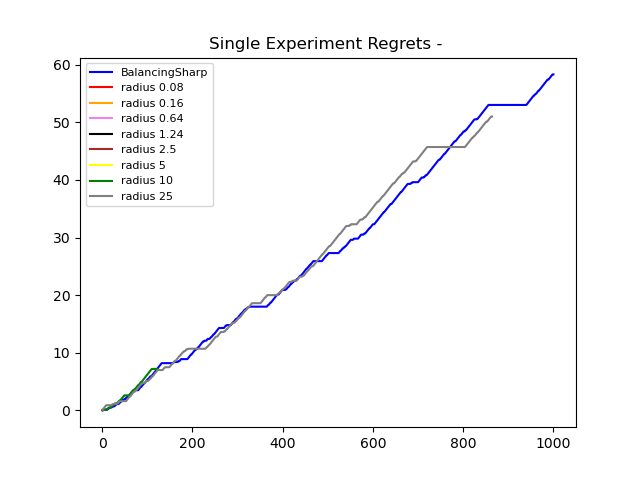 Single Experiment Regrets -
BalancingSharp
radius 0.08
radius 0.16
radius 0.64
radius 1.24
radius 2.5
radius 5
radius 10
radius 25
60
50
40
30
20
10
0
0 200 400 600 800 1000